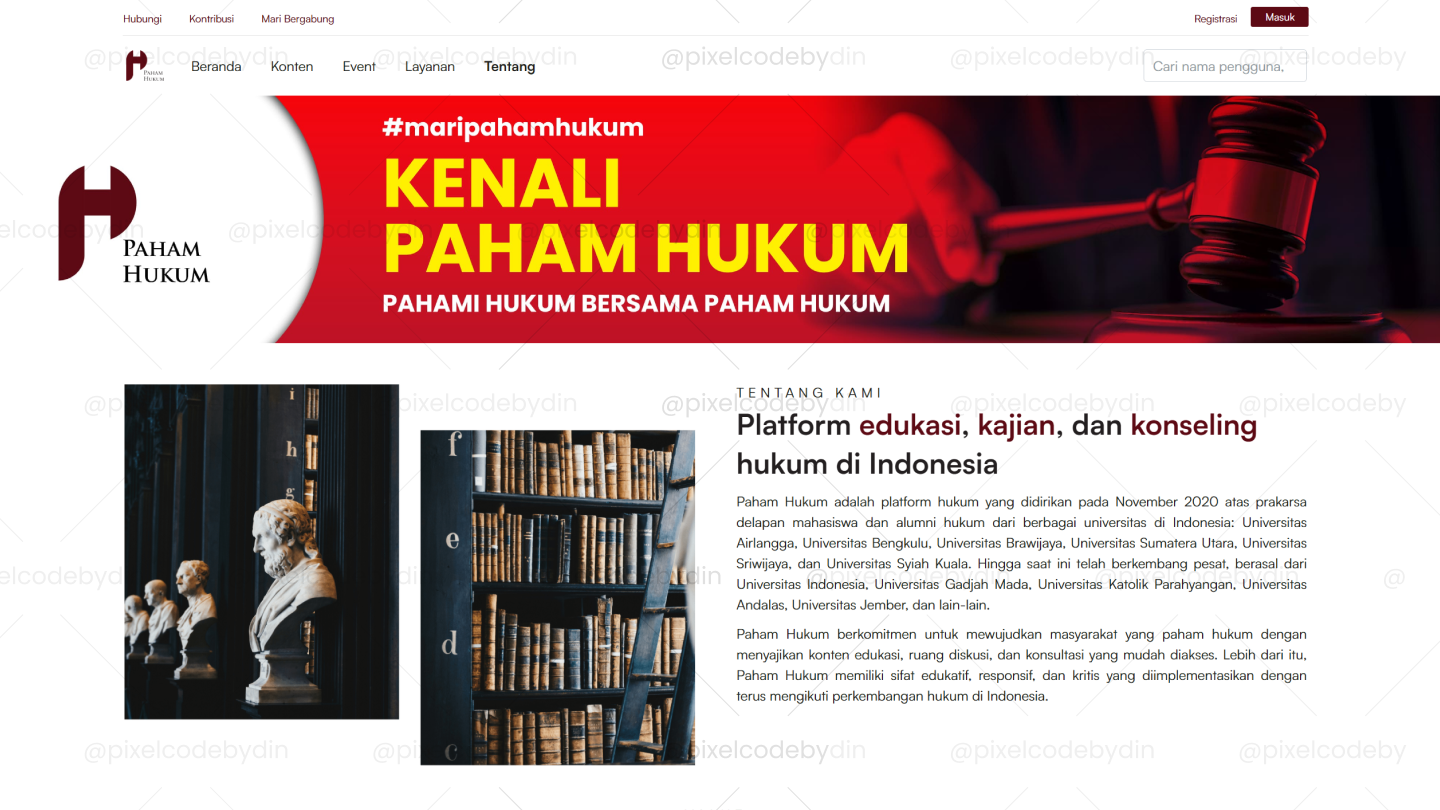 Hubungi Kontribusi Mari Bergabung Registrasi Masuk
PAHAM
HUKUM
Beranda Konten Event Layanan Tentang Cari nama pengguna,
#maripahamhukum
KENALI
PAHAM HUKUM
PAHAMI HUKUM BERSAMA PAHAM HUKUM
PAHAM
HUKUM
i
h
g
f
e
d
c
TENTANG KAMI
Platform edukasi, kajian, dan konseling
hukum di Indonesia
Paham Hukum adalah platform hukum yang didirikan pada November 2020 atas prakarsa
delapan mahasiswa dan alumni hukum dari berbagai universitas di Indonesia: Universitas
Airlangga, Universitas Bengkulu, Universitas Brawijaya, Universitas Sumatera Utara, Universitas
Sriwijaya, dan Universitas Syiah Kuala. Hingga saat ini telah berkembang pesat, berasal dari
Universitas Indonesia, Universitas Gadjah Mada, Universitas Katolik Parahyangan, Universitas
Andalas, Universitas Jember, dan lain-lain.
Paham Hukum berkomitmen untuk mewujudkan masyarakat yang paham hukum dengan
menyajikan konten edukasi, ruang diskusi, dan konsultasi yang mudah diakses. Lebih dari itu,
Paham Hukum memiliki sifat edukatif, responsif, dan kritis yang diimplementasikan dengan
terus mengikuti perkembangan hukum di Indonesia.
@pixelcodebydin @pixelcodebydin @pixelcodebydin @pixelcodebydin @pixelcodeby